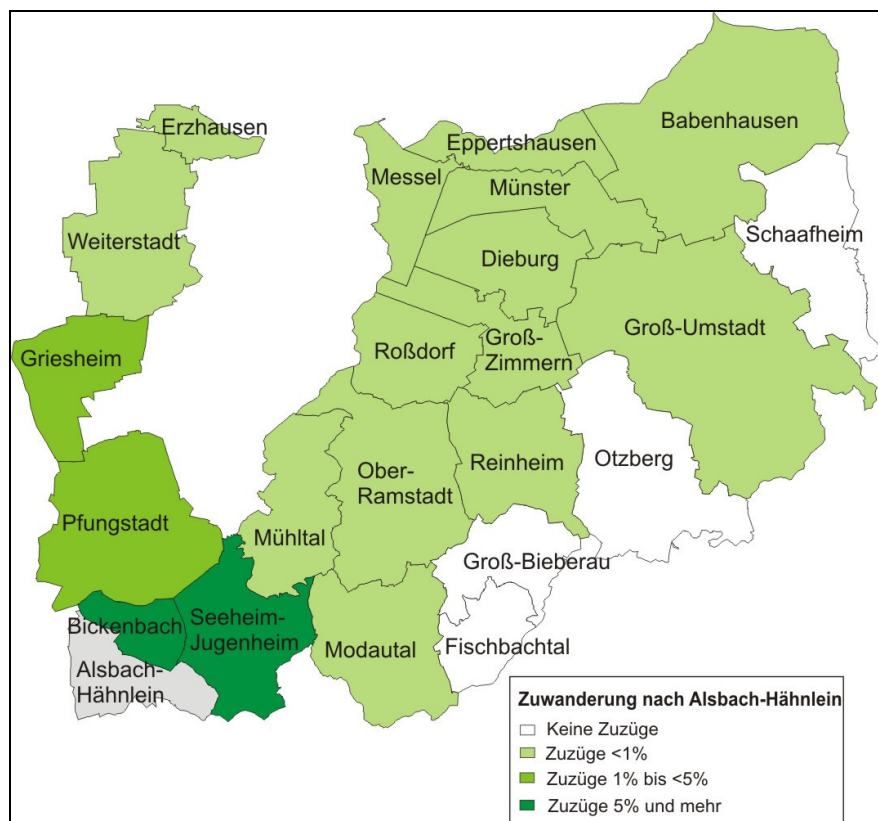 Babenhausen
Erzhausen
Eppertshausen
Messel
Münster
Schaafheim
Weiterstadt
Dieburg
Groß-Umstadt
Griesheim
Roßdorf
Groß-
Zimmern
Ober-
Ramstadt
Reinheim
Otzberg
Pfungstadt
Mühltal
Groß-Bieberau
Bickenbach
Seeheim-
Jugenheim
Modautal
Fischbachtal
Alsbach-
Hähnlein
Zuwanderung nach Alsbach-Hähnlein
Keine Zuzüge
Zuzüge <1%
Zuzüge 1% bis <5%
Zuzüge 5% und mehr